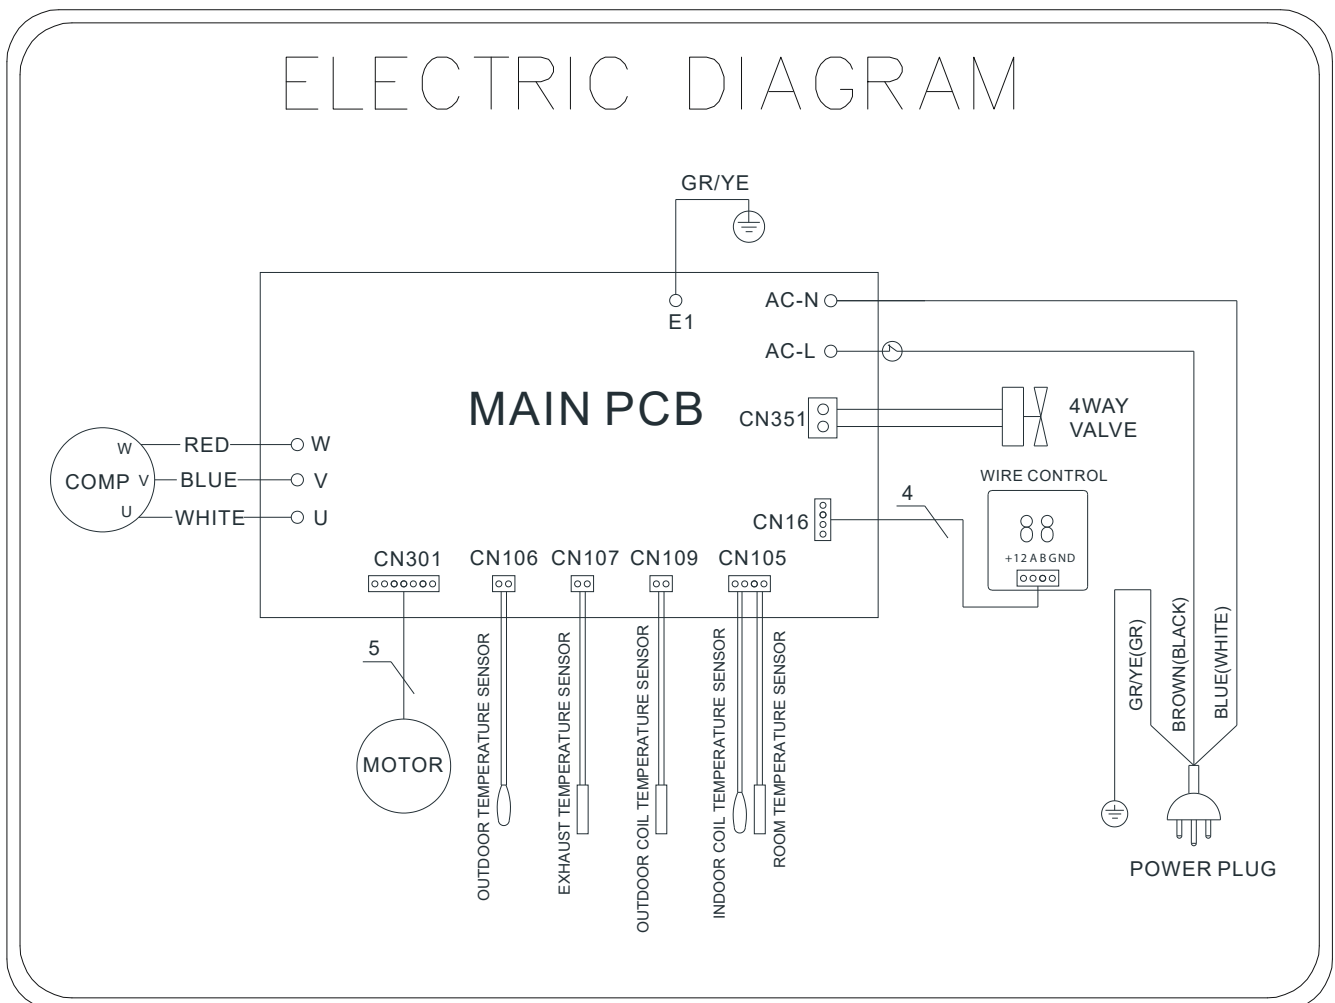 ELECTRIC DIAGRAM
GR/YE
E1
AC-N
AC-L
MAIN PCB
CN351
4WAY
VALVE
WIRE CONTROL
88
+12 A B GND
4
CN16
COMP
W
V
U
RED
BLUE
WHITE
W
V
U
CN301
CN106
CN107
CN109
CN105
5
MOTOR
OUTDOOR TEMPERATURE SENSOR
EXHAUST TEMPERATURE SENSOR
OUTDOOR COIL TEMPERATURE SENSOR
INDOOR COIL TEMPERATURE SENSOR
ROOM TEMPERATURE SENSOR
GR/YE(GR)
BROWN(BLACK)
BLUE(WHITE)
POWER PLUG